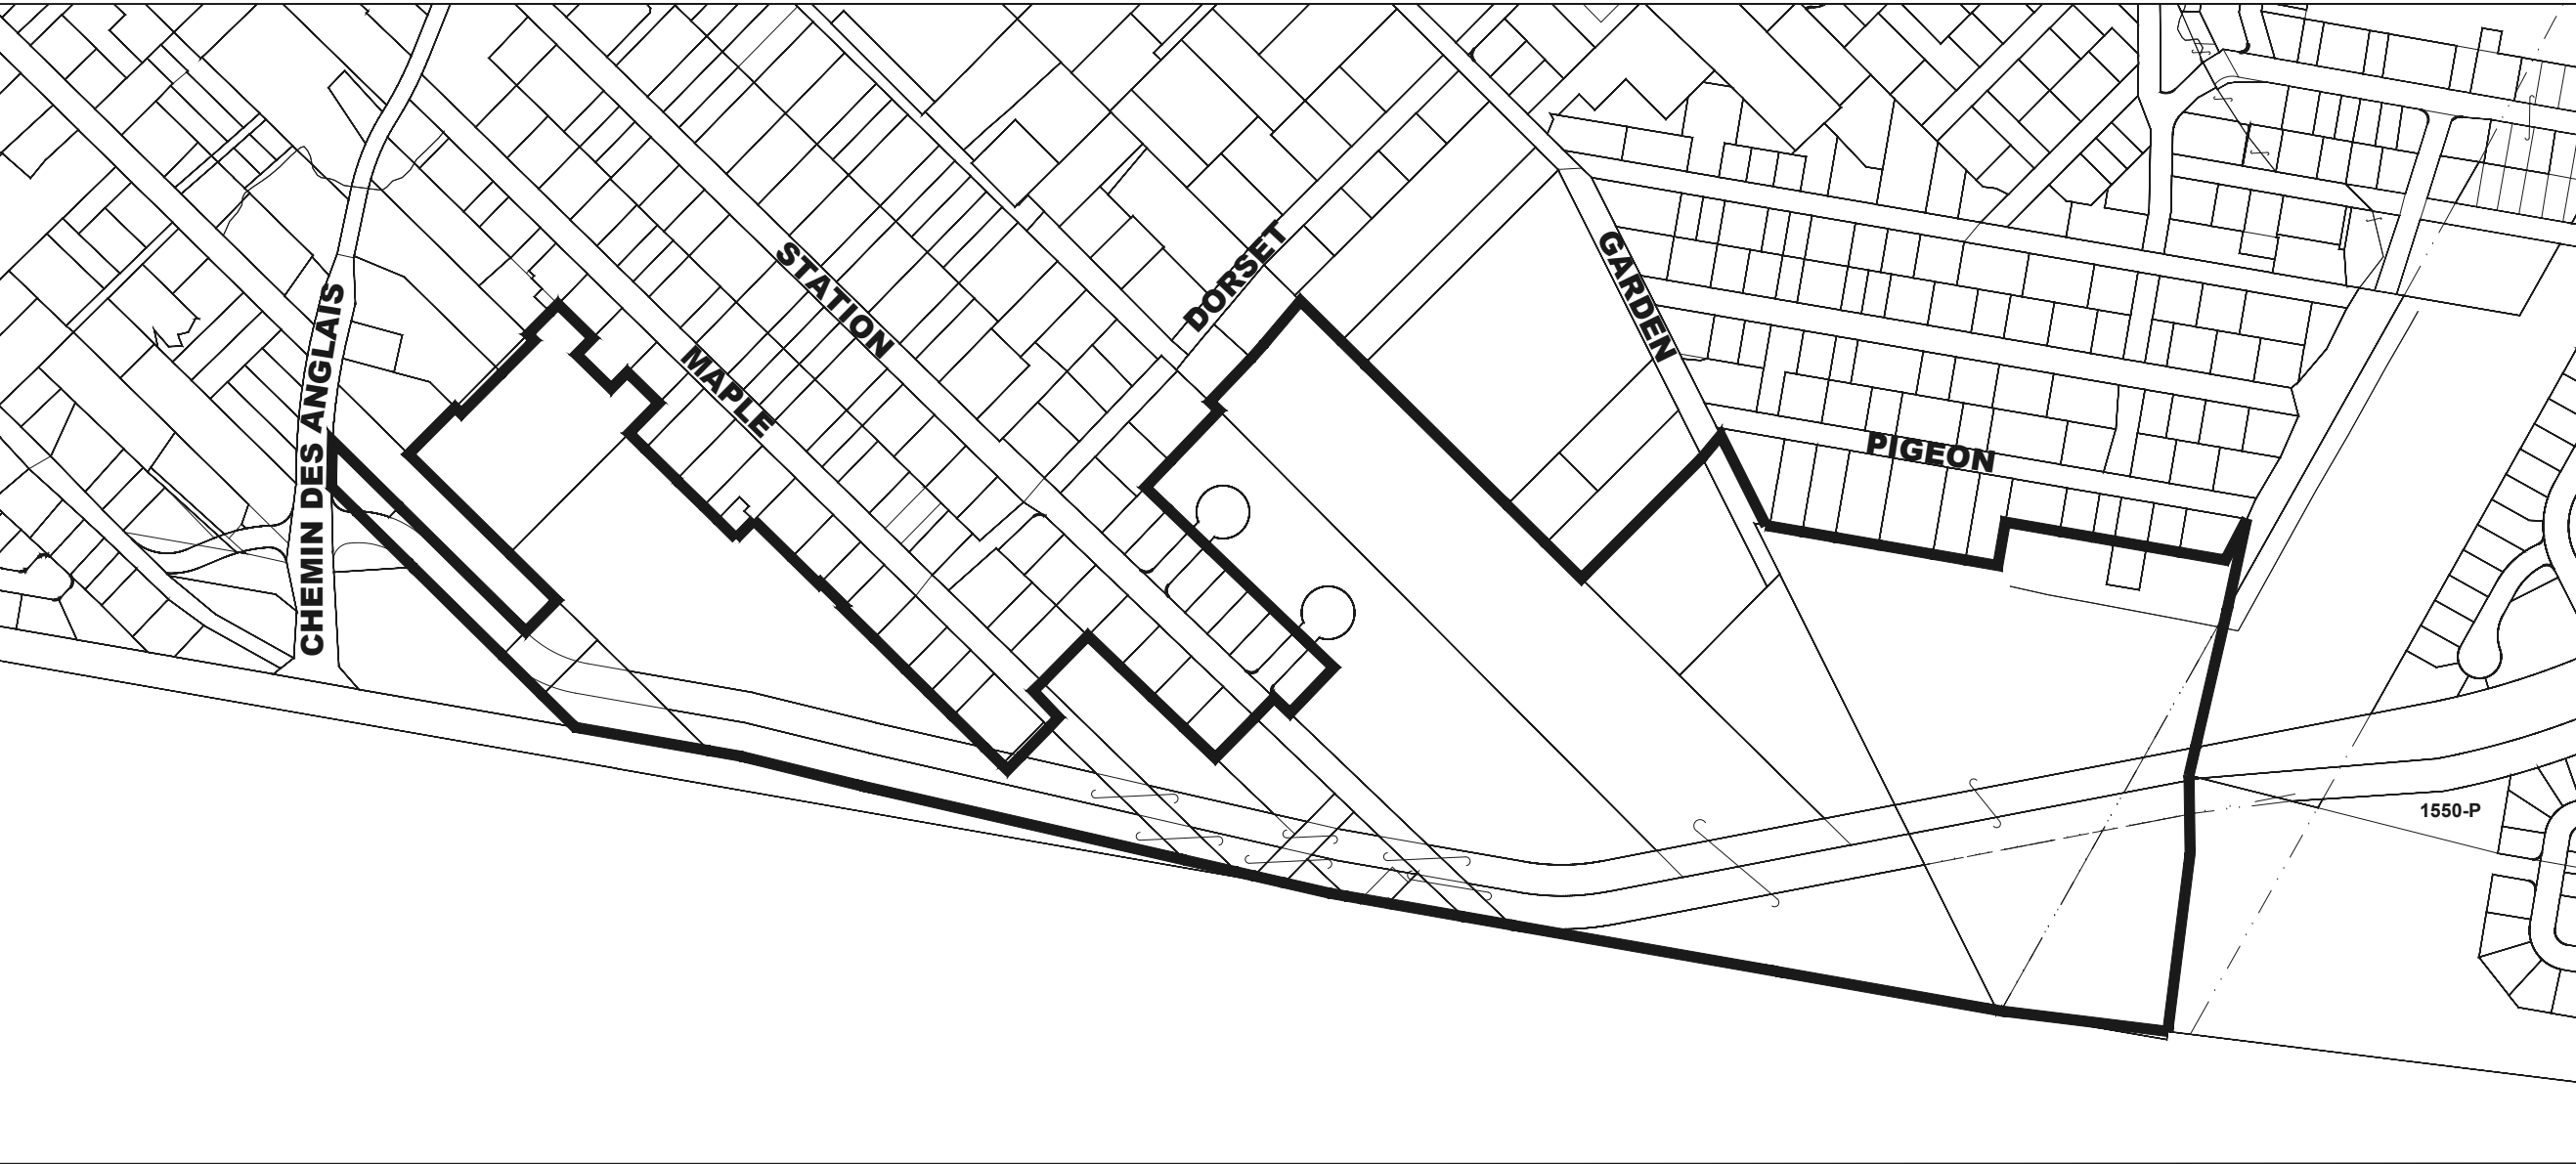 STATION
DORSET
GARDEN
CHEMIN DES ANGLAIS
MAPLE
PIGEON
1550-P